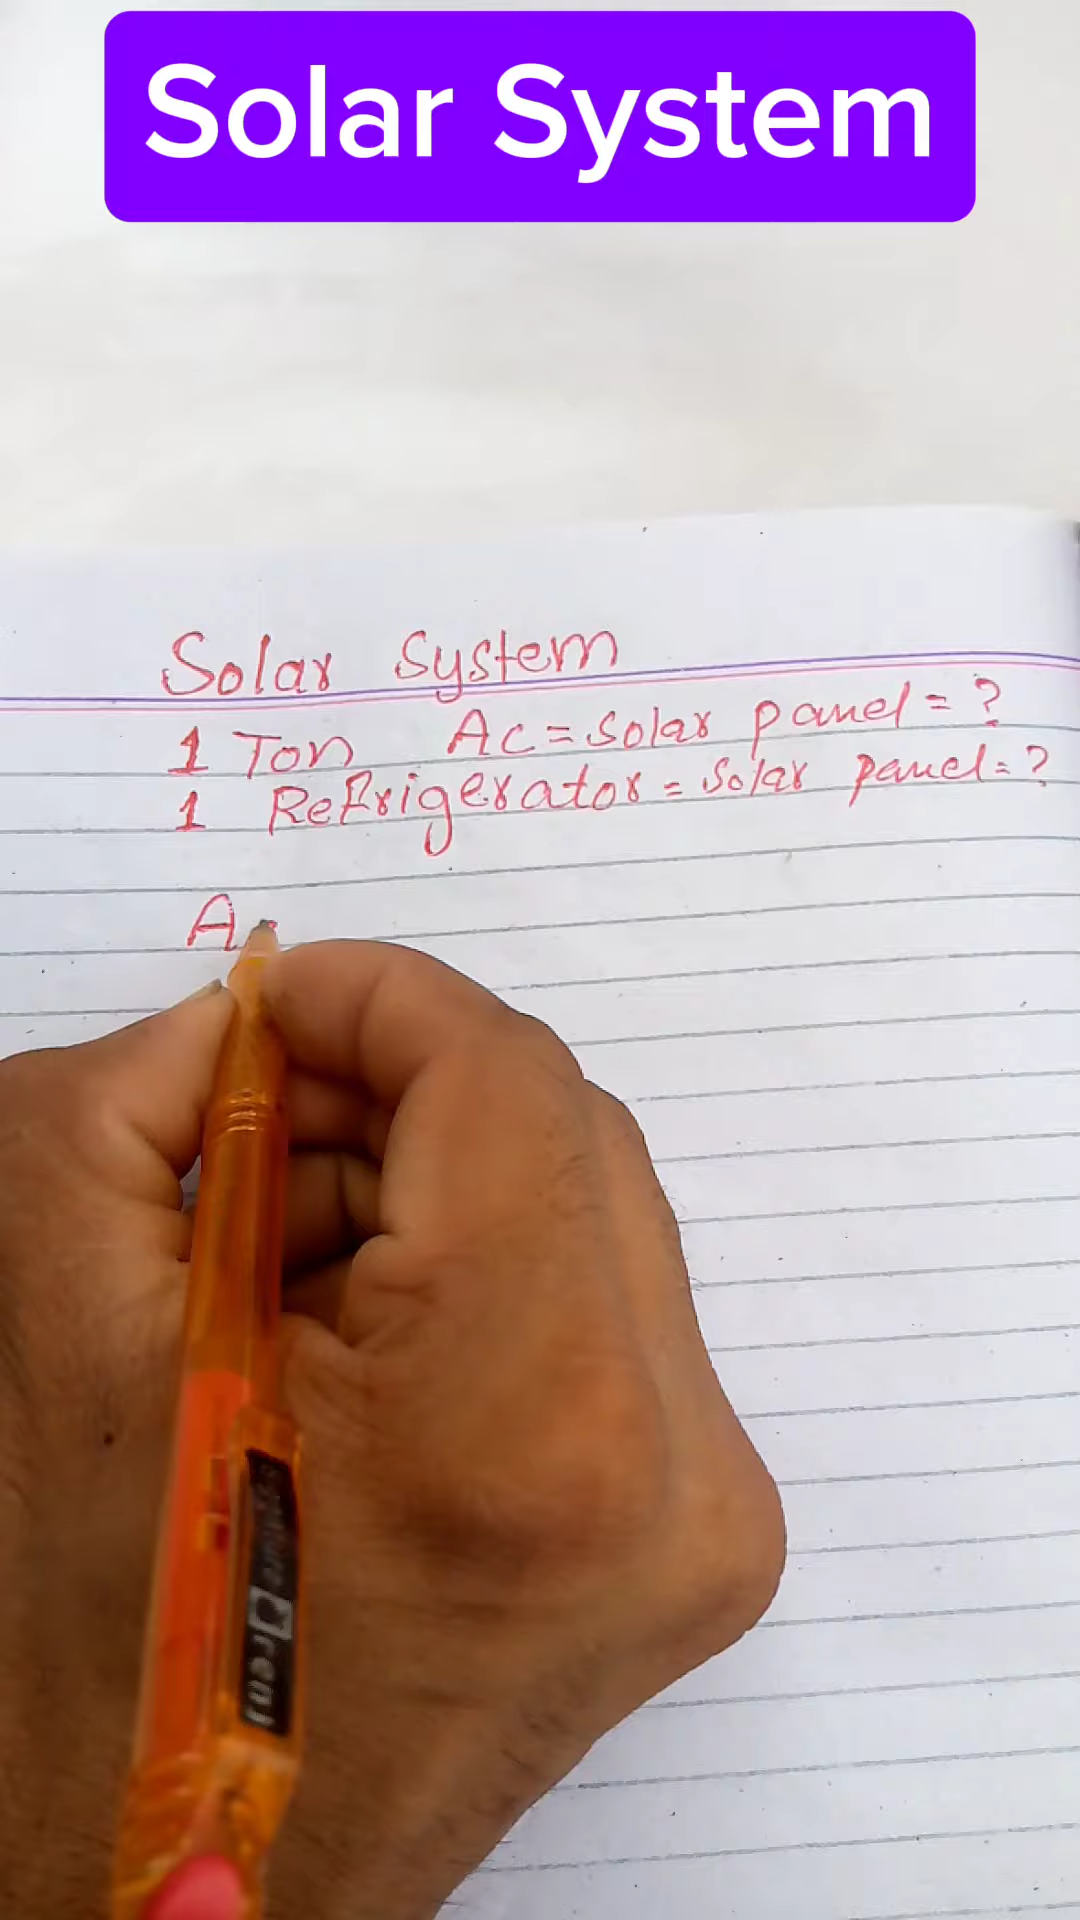 Solar System
Solar System
1 Ton Ac = Solar panel = ?
1 Refrigerator = Solar panel = ?
A